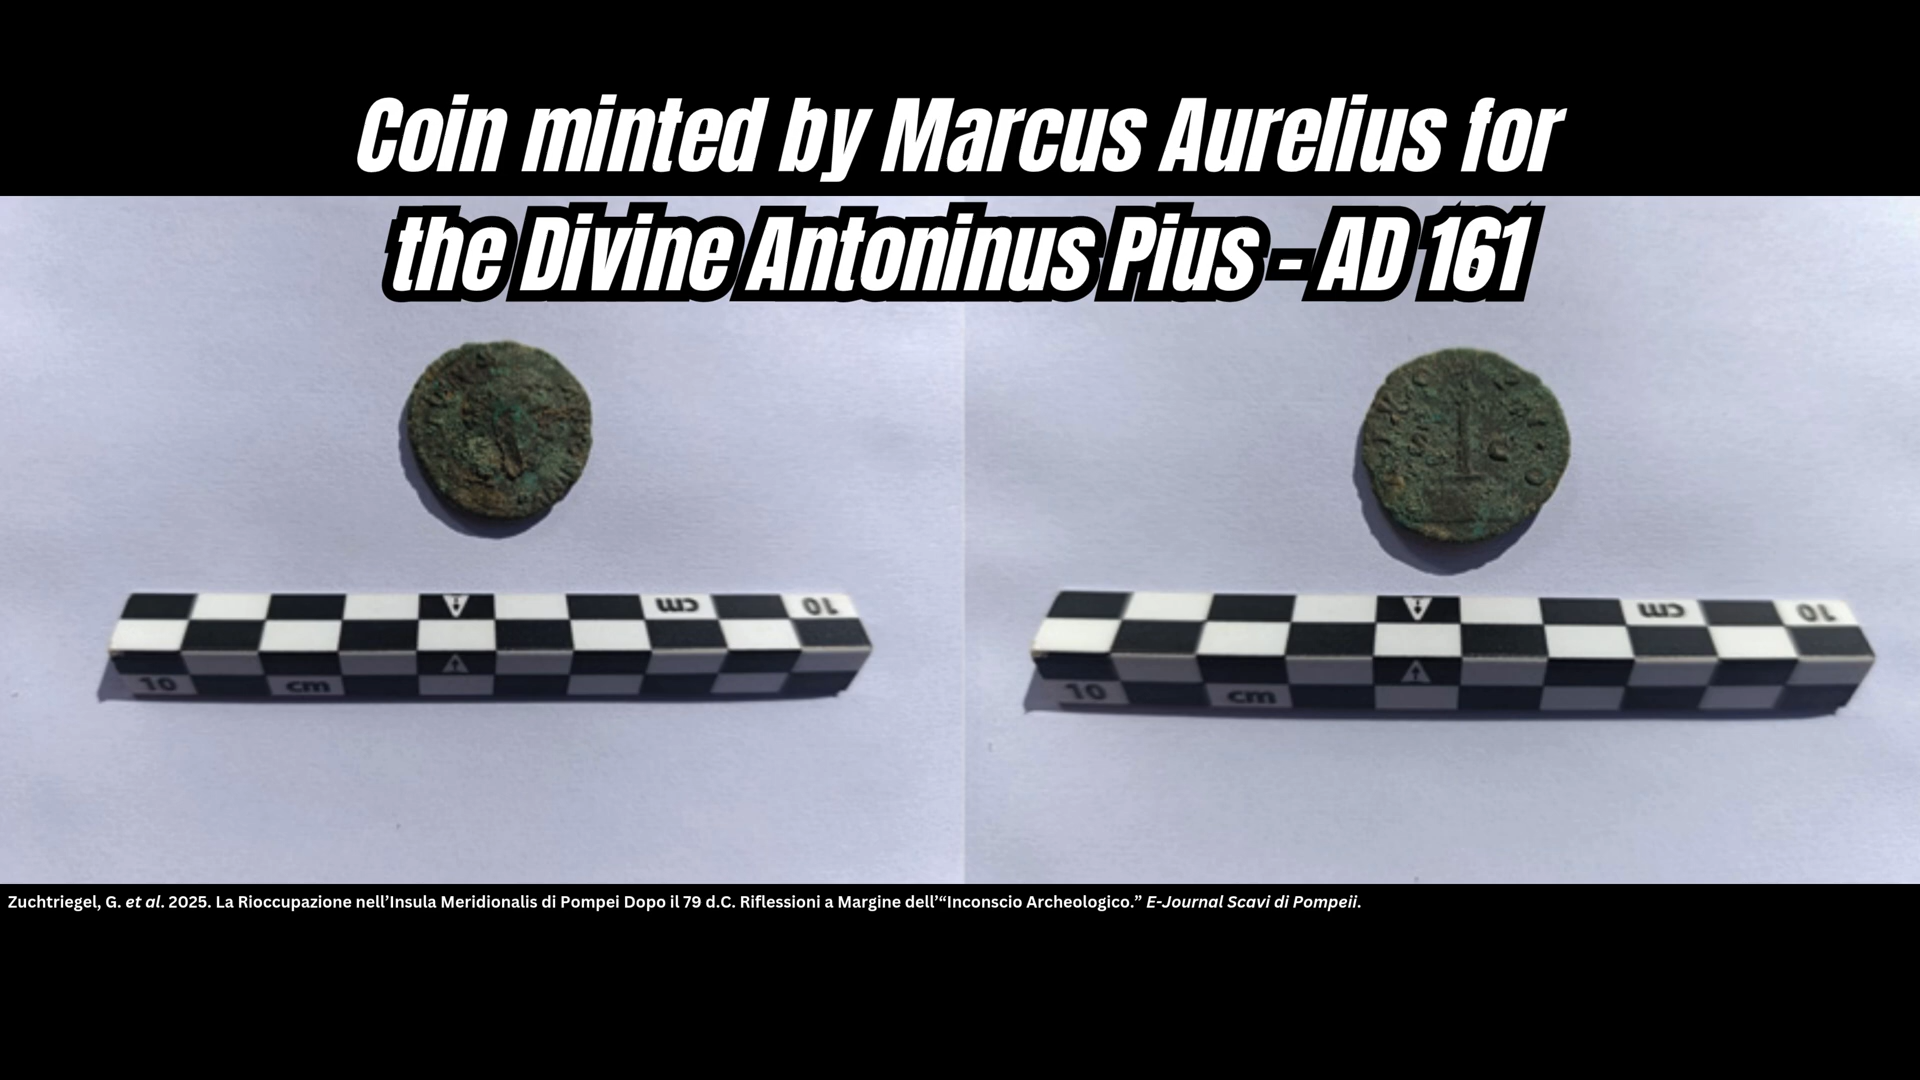 Coin minted by Marcus Aurelius for
the Divine Antoninus Pius - AD 161
S C
cm
10
10
cm
cm
10
10
cm
Zuchtriegel, G. et al. 2025. La Rioccupazione nell’Insula Meridionalis di Pompei Dopo il 79 d.C. Riflessioni a Margine dell’“Inconscio Archeologico.” E-Journal Scavi di Pompeii.